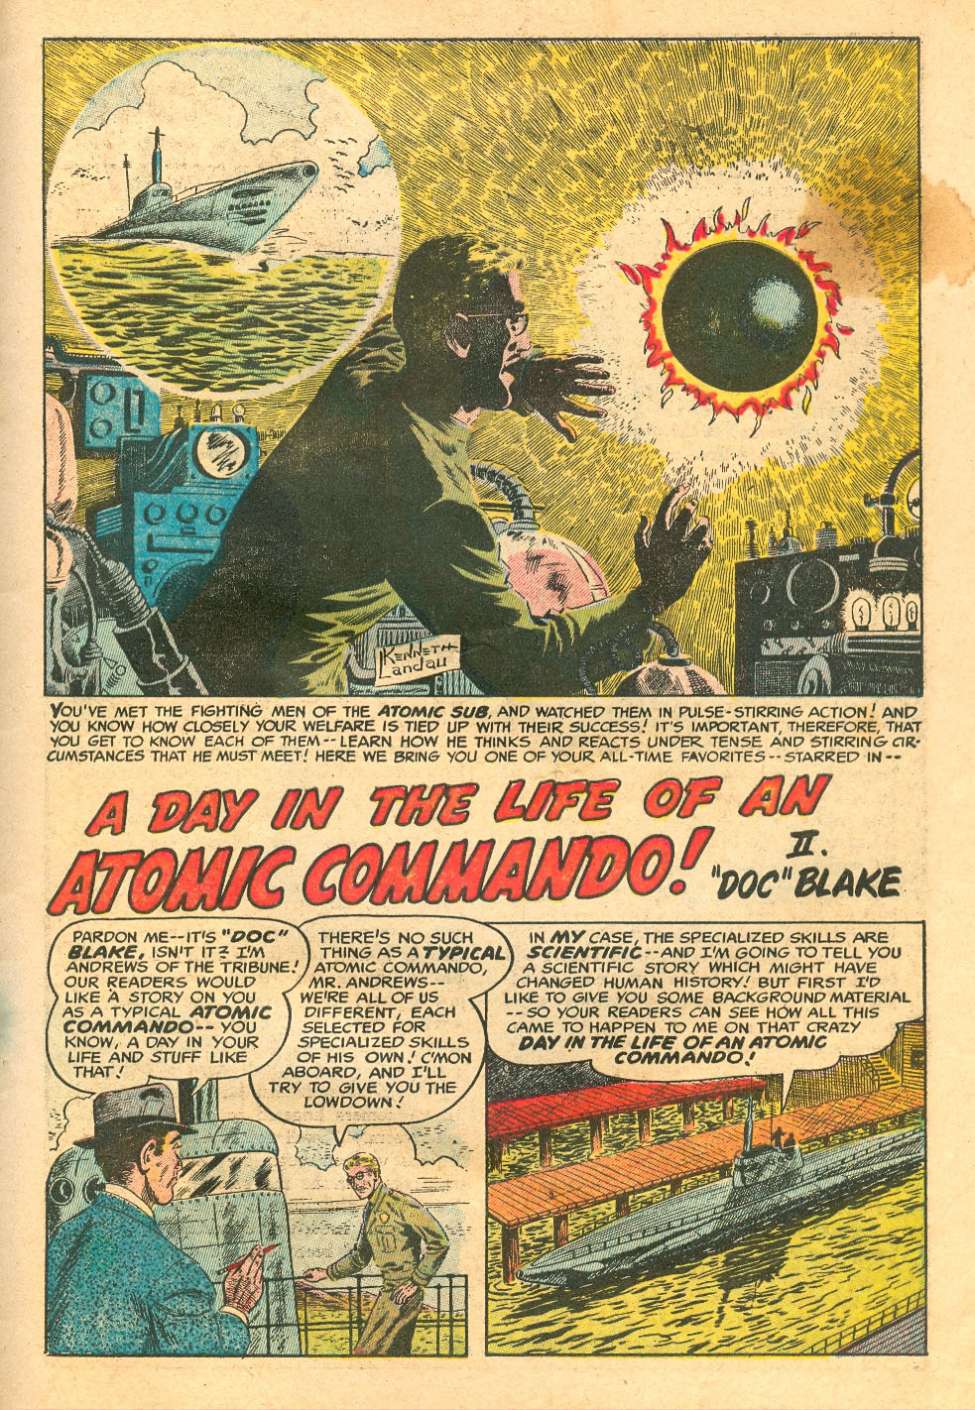 KENNETH
Landau
YOU'VE MET THE FIGHTING MEN OF THE ATOMIC SUB, AND WATCHED THEM IN PULSE-STIRRING ACTION! AND
YOU KNOW HOW CLOSELY YOUR WELFARE IS TIED UP WITH THEIR SUCCESS! IT'S IMPORTANT, THEREFORE, THAT
YOU GET TO KNOW EACH OF THEM--LEARN HOW HE THINKS AND REACTS UNDER TENSE AND STIRRING CIR-
CUMSTANCES THAT HE MUST MEET! HERE WE BRING YOU ONE OF YOUR ALL-TIME FAVORITES--STARRED IN--
A DAY IN THE LIFE OF AN
ATOMIC COMMANDO!
II.
"DOC" BLAKE
PARDON ME--IT'S "DOC"
BLAKE, ISN'T IT? I'M
ANDREWS OF THE TRIBUNE!
OUR READERS WOULD
LIKE A STORY ON YOU
AS A TYPICAL ATOMIC
COMMANDO--YOU
KNOW, A DAY IN YOUR
LIFE AND STUFF LIKE
THAT!
THERE'S NO SUCH
THING AS A TYPICAL
ATOMIC COMMANDO,
MR. ANDREWS--
WE'RE ALL OF US
DIFFERENT, EACH
SELECTED FOR
SPECIALIZED SKILLS
OF HIS OWN! C'MON
ABOARD, AND I'LL
TRY TO GIVE YOU THE
LOWDOWN!
IN MY CASE, THE SPECIALIZED SKILLS ARE
SCIENTIFIC--AND I'M GOING TO TELL YOU
A SCIENTIFIC STORY WHICH MIGHT HAVE
CHANGED HUMAN HISTORY! BUT FIRST I'D
LIKE TO GIVE YOU SOME BACKGROUND MATERIAL
--SO YOUR READERS CAN SEE HOW ALL THIS
CAME TO HAPPEN TO ME ON THAT CRAZY
DAY IN THE LIFE OF AN ATOMIC
COMMANDO!